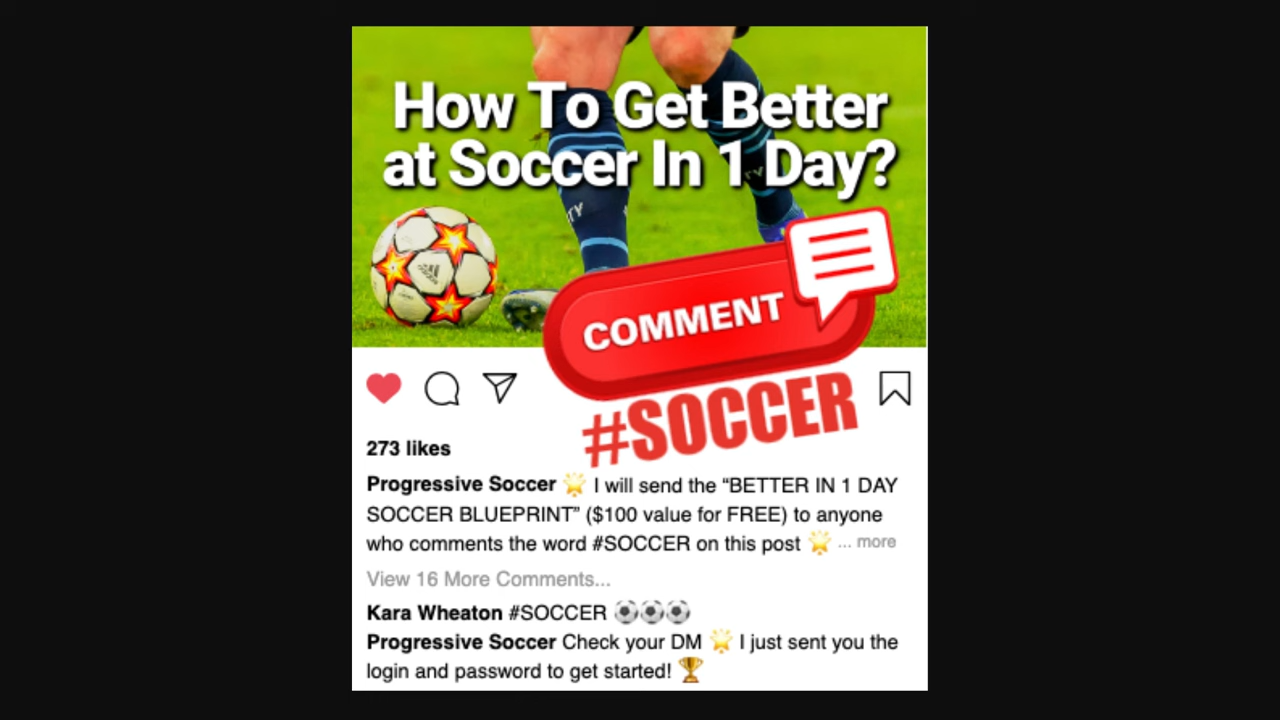 How To Get Better
at Soccer In 1 Day?
TY
TY
COMMENT
#SOCCER
adidas
273 likes
Progressive Soccer 🌟 I will send the “BETTER IN 1 DAY
SOCCER BLUEPRINT” ($100 value for FREE) to anyone
who comments the word #SOCCER on this post 🌟 ... more
View 16 More Comments...
Kara Wheaton #SOCCER ⚽⚽⚽
Progressive Soccer Check your DM 🌟 I just sent you the
login and password to get started! 🏆